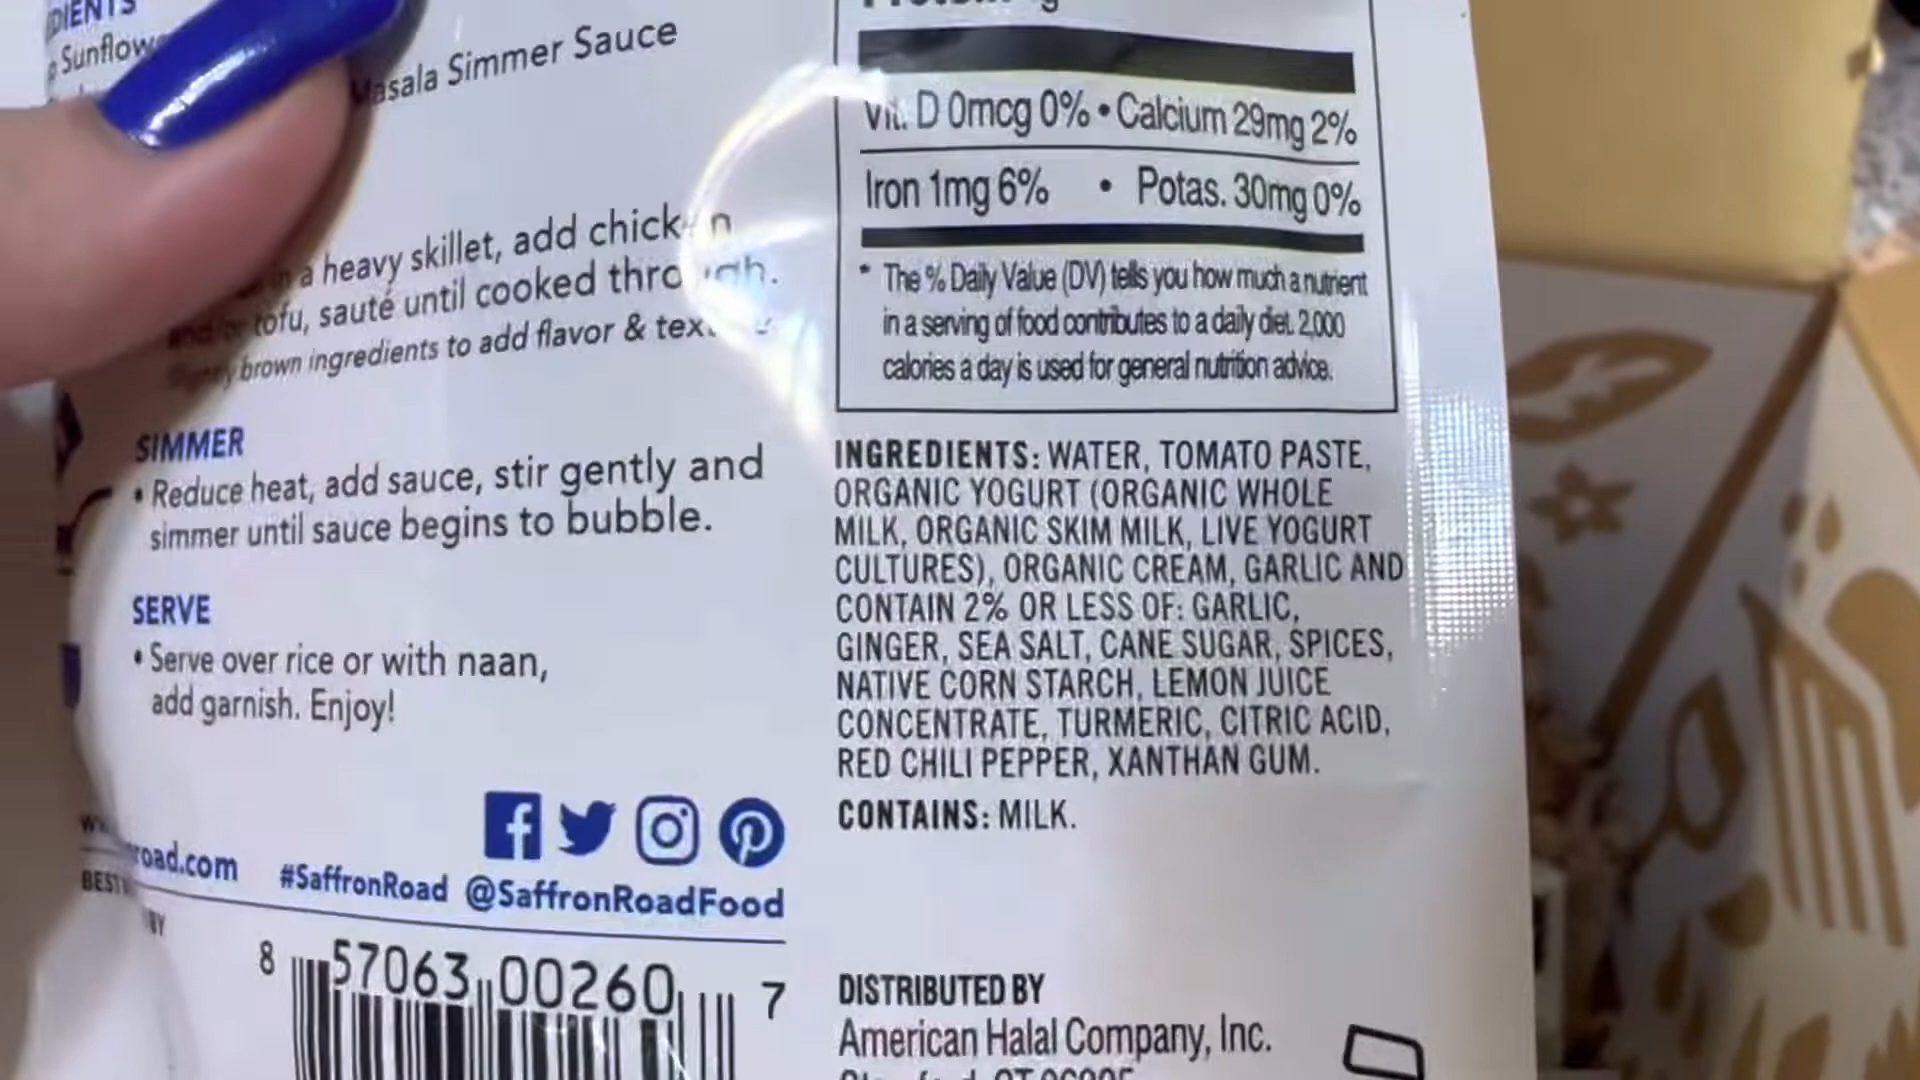 Sunflow
Masala Simmer Sauce
a heavy skillet, add chicken
tofu, sauté until cooked through.
brown ingredients to add flavor &
SIMMER
• Reduce heat, add sauce, stir gently and
simmer until sauce begins to bubble.
SERVE
• Serve over rice or with naan,
add garnish. Enjoy!
road.com #SaffronRoad @SaffronRoadFood
BEST
BY
8 57063 00260 7
Vit. D 0mcg 0% • Calcium 29mg 2%
Iron 1mg 6% • Potas. 30mg 0%
* The % Daily Value (DV) tells you how much a nutrient
in a serving of food contributes to a daily diet. 2,000
calories a day is used for general nutrition advice.
INGREDIENTS: WATER, TOMATO PASTE,
ORGANIC YOGURT (ORGANIC WHOLE
MILK, ORGANIC SKIM MILK, LIVE YOGURT
CULTURES), ORGANIC CREAM, GARLIC AND
CONTAIN 2% OR LESS OF: GARLIC,
GINGER, SEA SALT, CANE SUGAR, SPICES,
NATIVE CORN STARCH, LEMON JUICE
CONCENTRATE, TURMERIC, CITRIC ACID,
RED CHILI PEPPER, XANTHAN GUM.
CONTAINS: MILK.
DISTRIBUTED BY
American Halal Company, Inc.